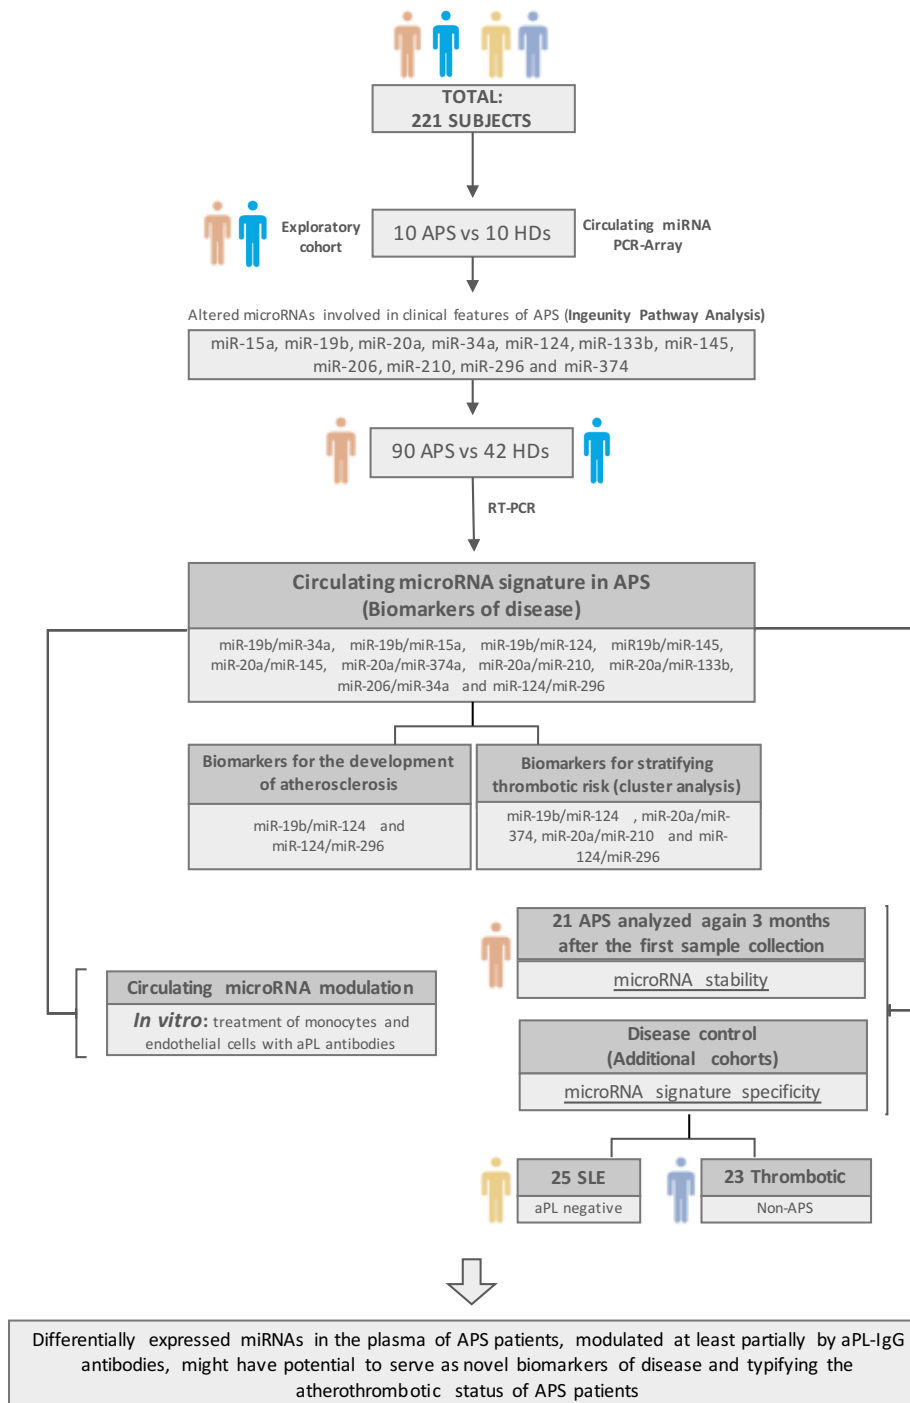 TOTAL:
221 SUBJECTS
Exploratory
cohort
10 APS vs 10 HDs
Circulating miRNA
PCR-Array
Altered microRNAs involved in clinical features of APS (Ingeunity Pathway Analysis)
miR-15a, miR-19b, miR-20a, miR-34a, miR-124, miR-133b, miR-145,
miR-206, miR-210, miR-296 and miR-374
90 APS vs 42 HDs
RT-PCR
Circulating microRNA signature in APS
(Biomarkers of disease)
miR-19b/miR-34a, miR-19b/miR-15a, miR-19b/miR-124, miR19b/miR-145,
miR-20a/miR-145, miR-20a/miR-374a, miR-20a/miR-210, miR-20a/miR-133b,
miR-206/miR-34a and miR-124/miR-296
Biomarkers for the development
of atherosclerosis
miR-19b/miR-124 and
miR-124/miR-296
Biomarkers for stratifying
thrombotic risk (cluster analysis)
miR-19b/miR-124 , miR-20a/miR-
374, miR-20a/miR-210 and miR-
124/miR-296
21 APS analyzed again 3 months
after the first sample collection
microRNA stability
Circulating microRNA modulation
In vitro: treatment of monocytes and
endothelial cells with aPL antibodies
Disease control
(Additional cohorts)
microRNA signature specificity
25 SLE
aPL negative
23 Thrombotic
Non-APS
Differentially expressed miRNAs in the plasma of APS patients, modulated at least partially by aPL-IgG
antibodies, might have potential to serve as novel biomarkers of disease and typifying the
atherothrombotic status of APS patients